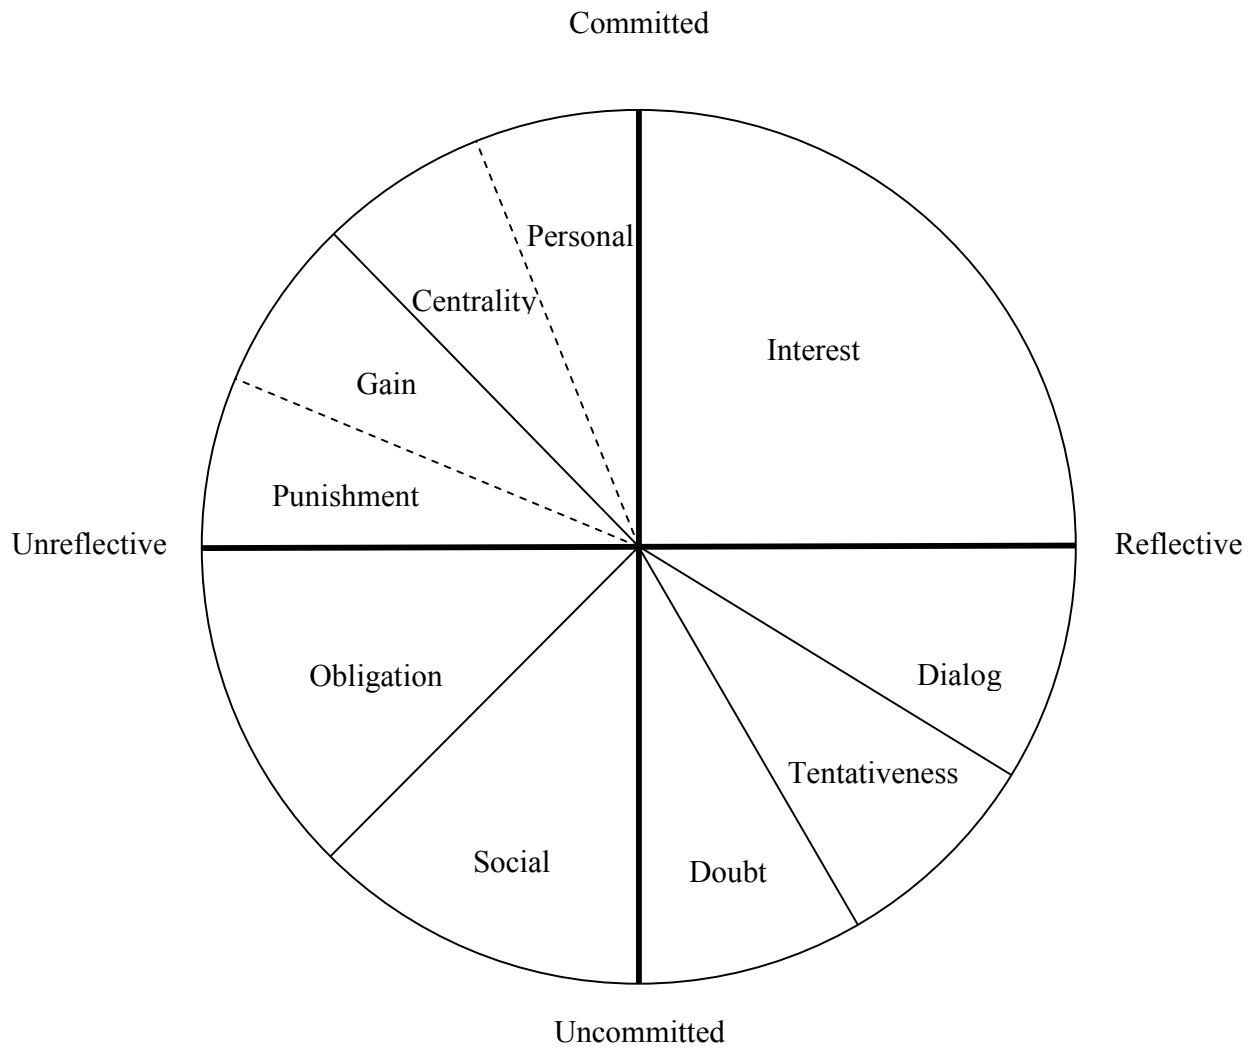 Committed
Personal
Centrality
Interest
Gain
Punishment
Unreflective
Reflective
Obligation
Dialog
Tentativeness
Social
Doubt
Uncommitted